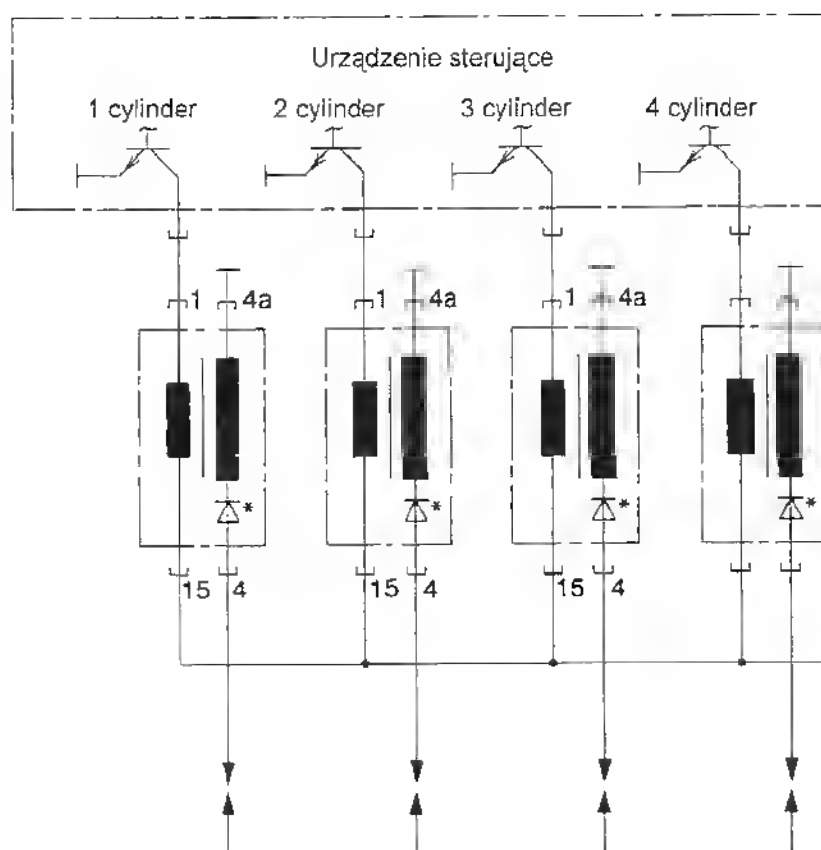 Urządzenie sterujące
1 cylinder 2 cylinder 3 cylinder 4 cylinder
1 4a 1 4a 1 4a
* * * *
15 4 15 4 15 4